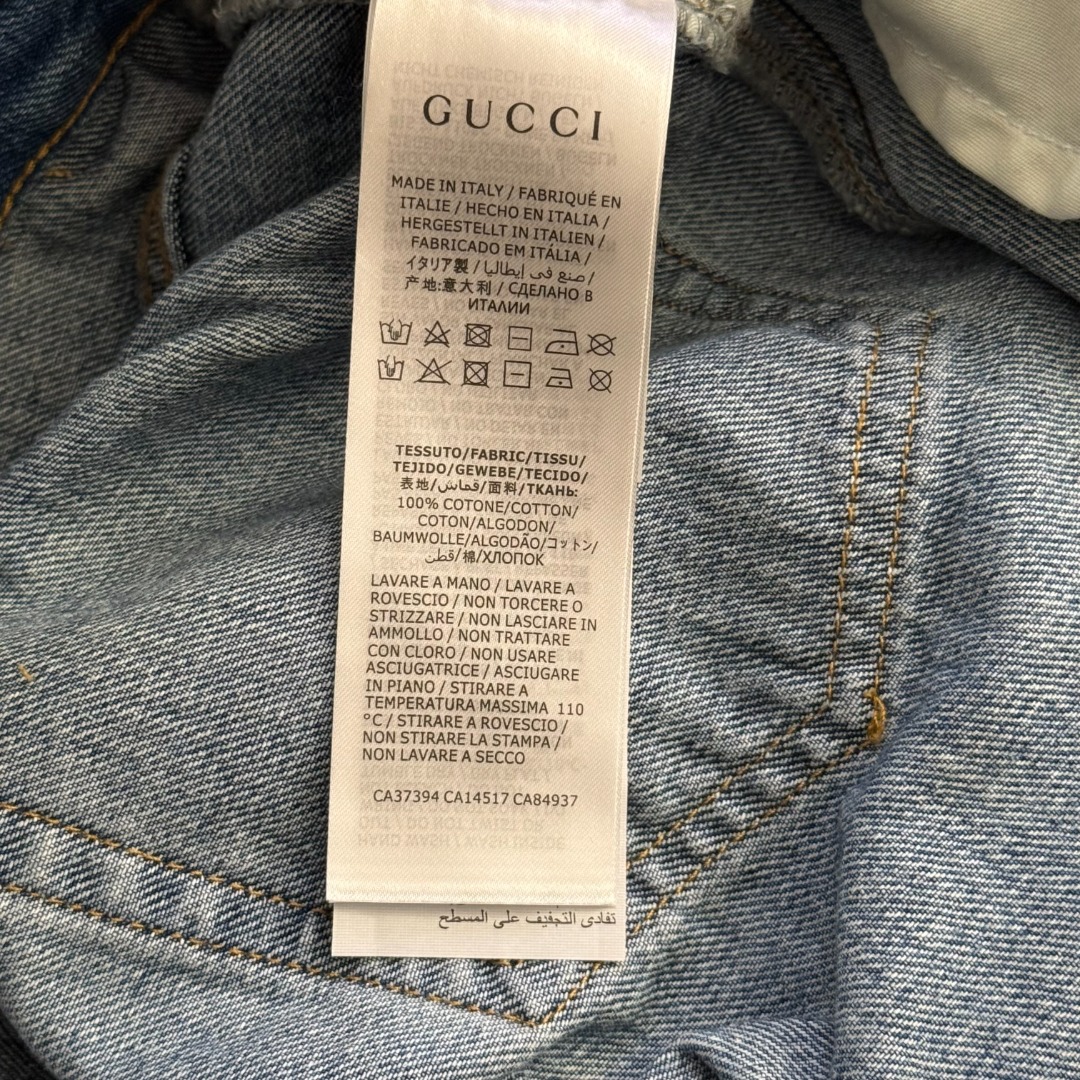 GUCCI
MADE IN ITALY / FABRIQUÉ EN
ITALIE / HECHO EN ITALIA /
HERGESTELLT IN ITALIEN /
FABRICADO EM ITÁLIA /
イタリア製 / صنع في إيطاليا /
产地:意大利 / СДЕЛАНО В
ИТАЛИИ
TESSUTO/FABRIC/TISSU/
TEJIDO/GEWEBE/TECIDO/
表地/قماش/面料/ТКАНЬ:
100% COTONE/COTTON/
COTON/ALGODON/
BAUMWOLLE/ALGODÃO/コットン/
قطن/棉/ХЛОПОК
LAVARE A MANO / LAVARE A
ROVESCIO / NON TORCERE O
STRIZZARE / NON LASCIARE IN
AMMOLLO / NON TRATTARE
CON CLORO / NON USARE
ASCIUGATRICE / ASCIUGARE
IN PIANO / STIRARE A
TEMPERATURA MASSIMA 110
°C / STIRARE A ROVESCIO /
NON STIRARE LA STAMPA /
NON LAVARE A SECCO
CA37394 CA14517 CA84937
تفادى التجفيف على المسطح